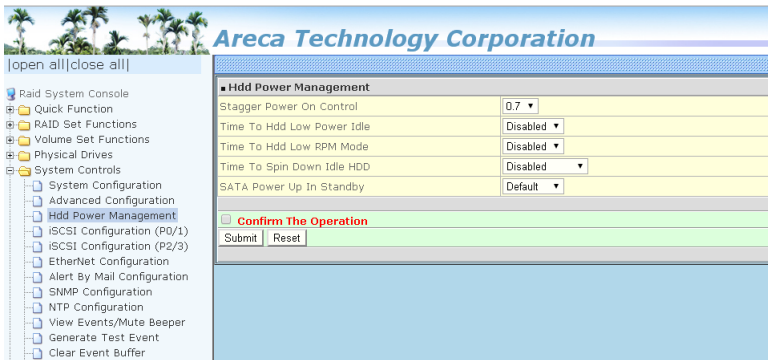 Areca Technology Corporation
|open all|close all|
Raid System Console
Quick Function
RAID Set Functions
Volume Set Functions
Physical Drives
System Controls
System Configuration
Advanced Configuration
Hdd Power Management
iSCSI Configuration (P0/1)
iSCSI Configuration (P2/3)
EtherNet Configuration
Alert By Mail Configuration
SNMP Configuration
NTP Configuration
View Events/Mute Beeper
Generate Test Event
Clear Event Buffer
Hdd Power Management
Stagger Power On Control 0.7
Time To Hdd Low Power Idle Disabled
Time To Hdd Low RPM Mode Disabled
Time To Spin Down Idle HDD Disabled
SATA Power Up In Standby Default
Confirm The Operation
Submit Reset